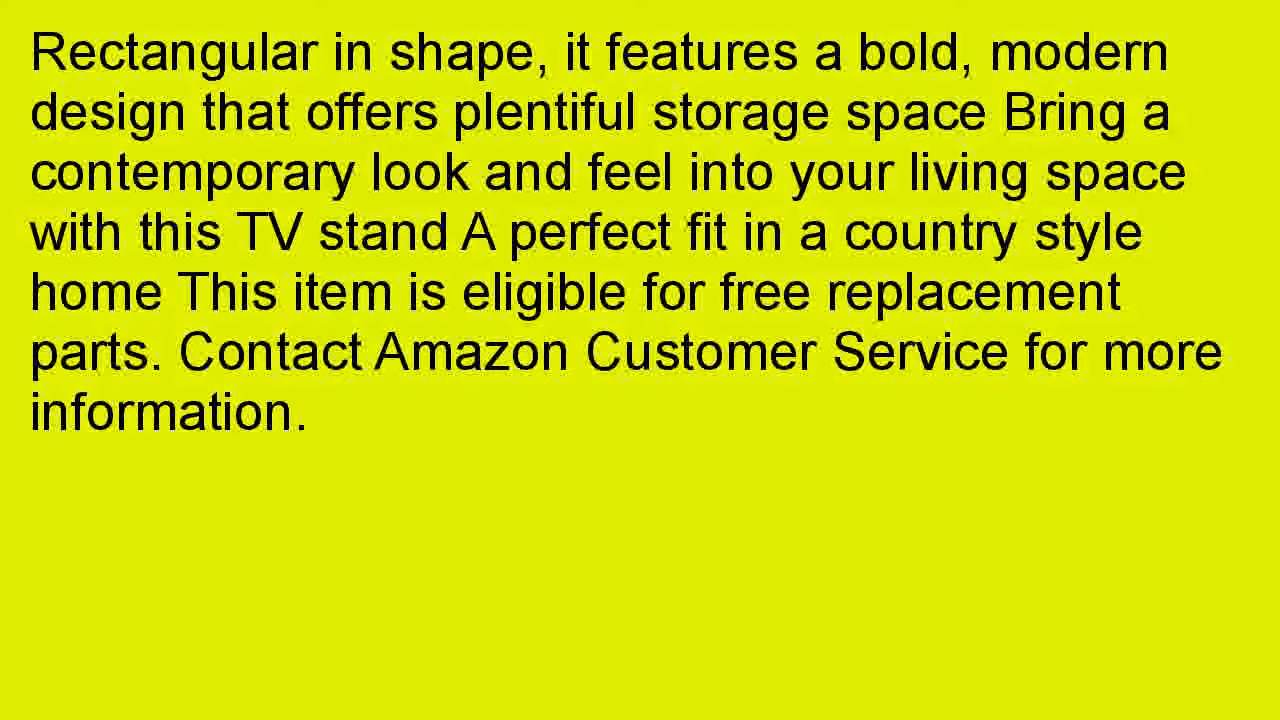 Rectangular in shape, it features a bold, modern
design that offers plentiful storage space Bring a
contemporary look and feel into your living space
with this TV stand A perfect fit in a country style
home This item is eligible for free replacement
parts. Contact Amazon Customer Service for more
information.